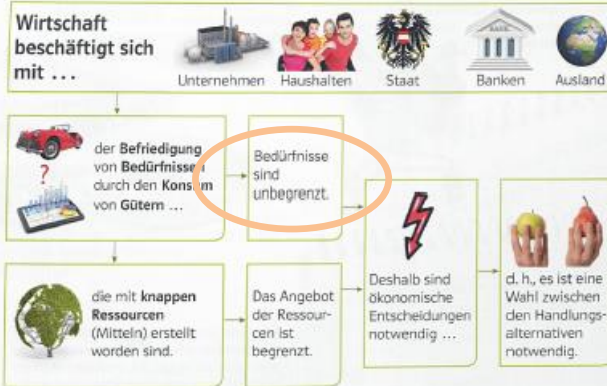 Wirtschaft
beschäftigt sich
mit ...
Unternehmen
Haushalten
Staat
BANK
Banken
Ausland
der Befriedigung
von Bedürfnissen
durch den Konsum
von Gütern ...
?
Bedürfnisse
sind
unbegrenzt.
die mit knappen
Ressourcen
(Mitteln) erstellt
worden sind.
Das Angebot
der Ressour-
cen ist
begrenzt.
Deshalb sind
ökonomische
Entscheidungen
notwendig ...
d. h., es ist eine
Wahl zwischen
den Handlungs-
alternativen
notwendig.